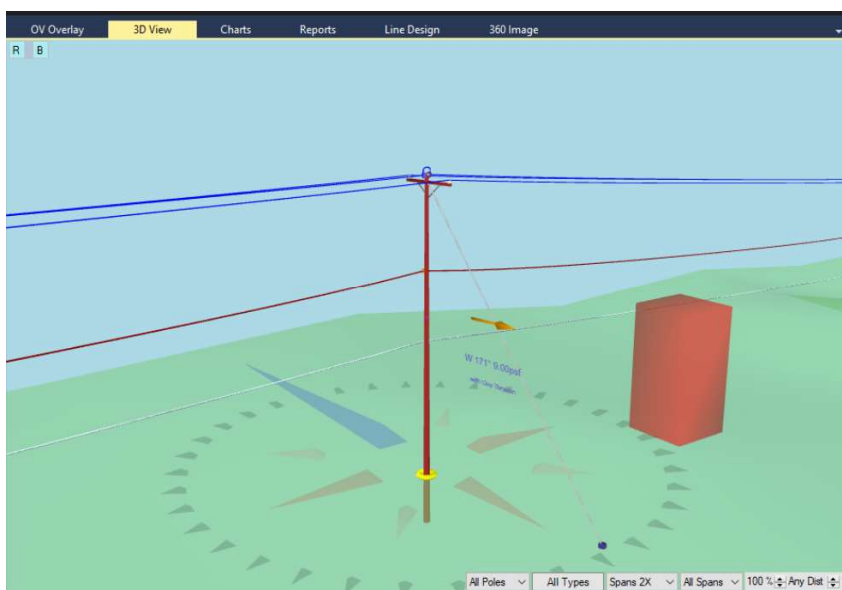 OV Overlay 3D View Charts Reports Line Design 360 Image
R B
W 171° 9.00psf
All Poles All Types Spans 2X All Spans 100 % Any Dist